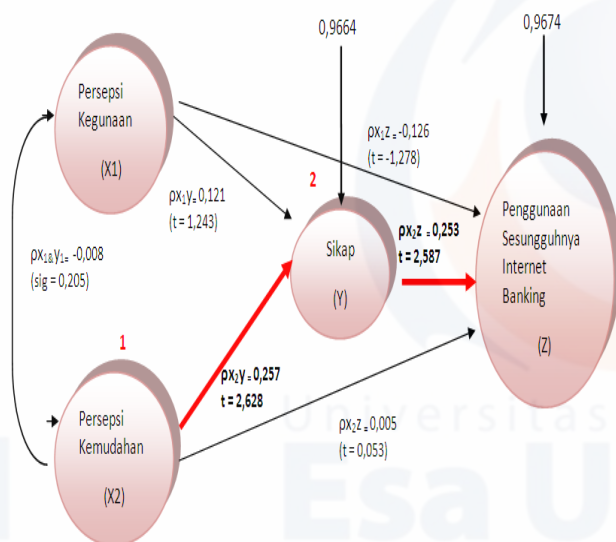 0,9664
0,9674
Persepsi
Kegunaan
(X1)
ρx₁z = -0,126
(t = -1,278)
2
ρx₁y = 0,121
(t = 1,243)
Sikap
(Y)
ρx₂z = 0,253
t = 2,587
Penggunaan
Sesungguhnya
Internet
Banking
(Z)
ρx₁&y₁= -0,008
(sig = 0,205)
1
ρx₂y = 0,257
t = 2,628
Persepsi
Kemudahan
(X2)
ρx₂z = 0,005
(t = 0,053)
Universitas
Esa U